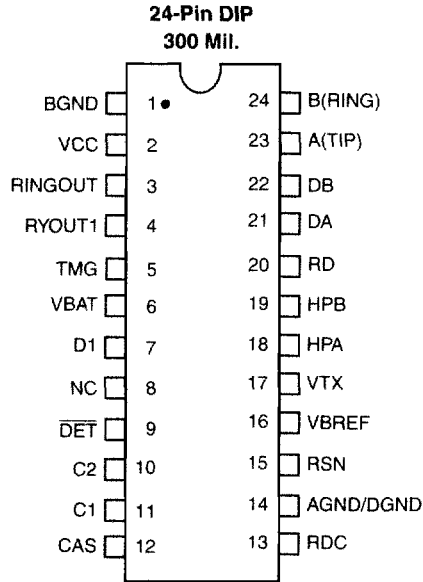 24-Pin DIP
300 Mil.
BGND 1 24 B(RING)
VCC 2 23 A(TIP)
RINGOUT 3 22 DB
RYOUT1 4 21 DA
TMG 5 20 RD
VBAT 6 19 HPB
D1 7 18 HPA
NC 8 17 VTX
DET 9 16 VBREF
C2 10 15 RSN
C1 11 14 AGND/DGND
CAS 12 13 RDC